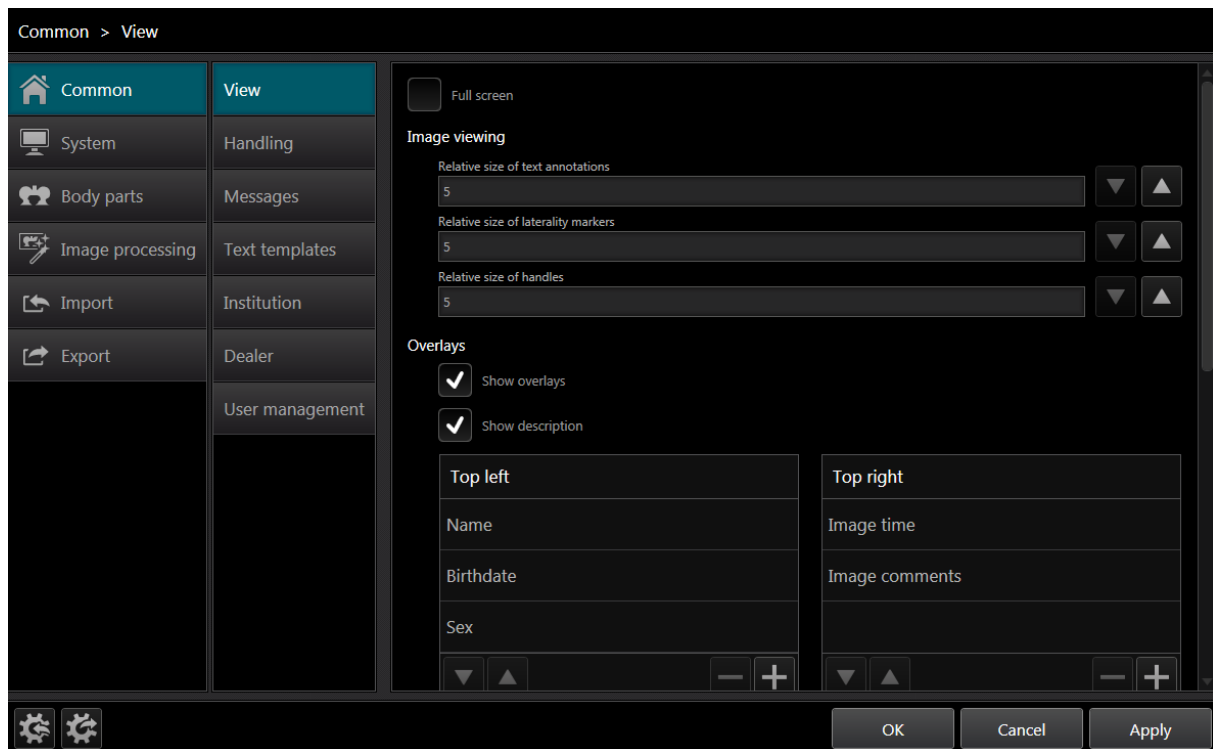 Common > View
Common
System
Body parts
Image processing
Import
Export
View
Handling
Messages
Text templates
Institution
Dealer
User management
Full screen
Image viewing
Relative size of text annotations
5
Relative size of laterality markers
5
Relative size of handles
5
Overlays
Show overlays
Show description
Top left
Name
Birthdate
Sex
Top right
Image time
Image comments
OK
Cancel
Apply